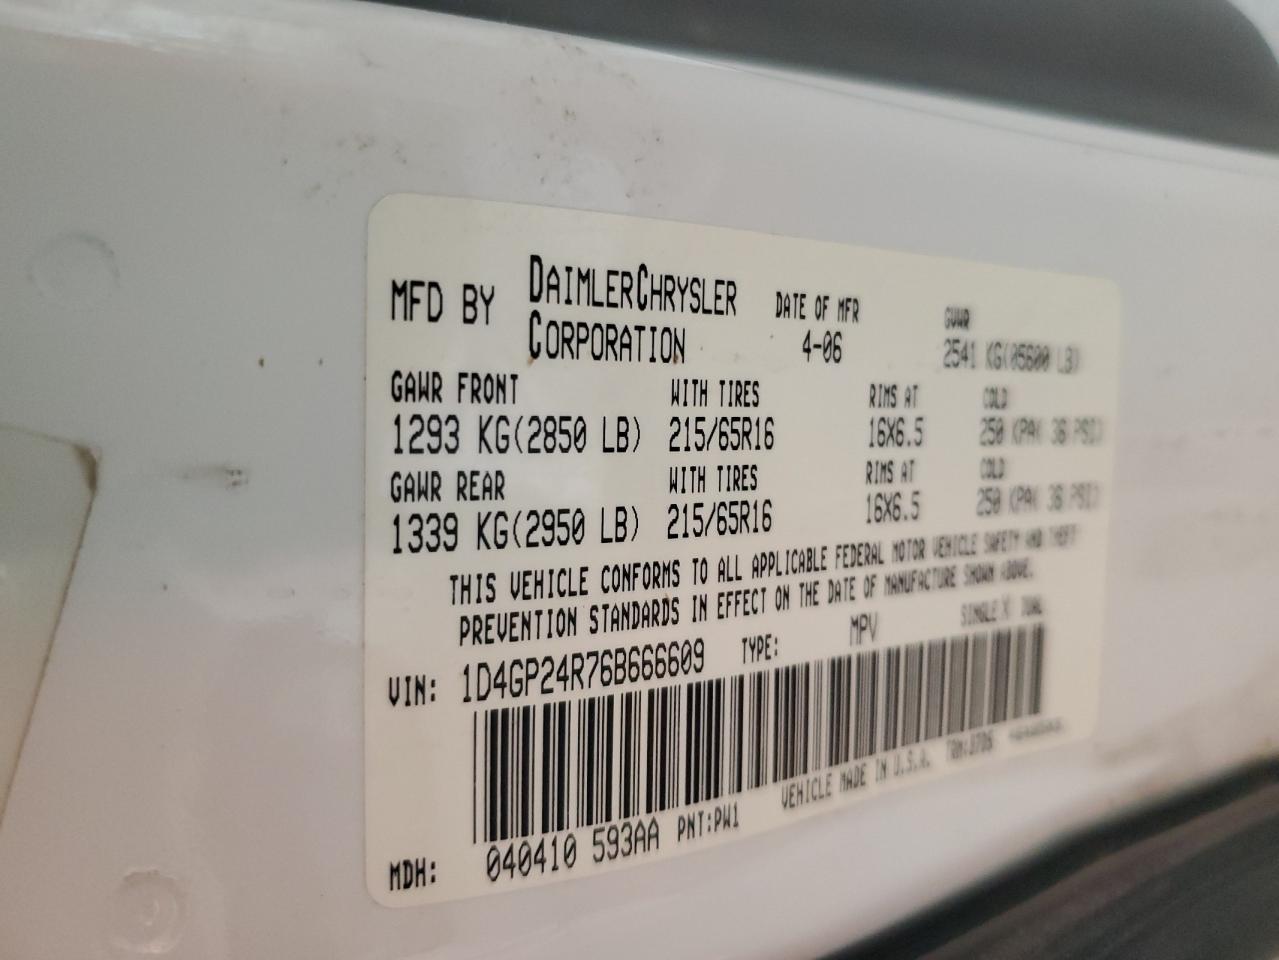 MFD BY DAIMLERCHRYSLER CORPORATION DATE OF MFR 4-06 GVWR 2541 KG(05600 LB)
GAWR FRONT WITH TIRES RIMS AT COLD
1293 KG(2850 LB) 215/65R16 16X6.5 250 KPA( 36 PSI)
GAWR REAR WITH TIRES RIMS AT COLD
1339 KG(2950 LB) 215/65R16 16X6.5 250 KPA( 36 PSI)
THIS VEHICLE CONFORMS TO ALL APPLICABLE FEDERAL MOTOR VEHICLE SAFETY AND THEFT
PREVENTION STANDARDS IN EFFECT ON THE DATE OF MANUFACTURE SHOWN ABOVE.
VIN: 1D4GP24R76B666609 TYPE: MPV SINGLE X DUAL
VEHICLE MADE IN U.S.A.
MDH: 040410 593AA PNT:PW1